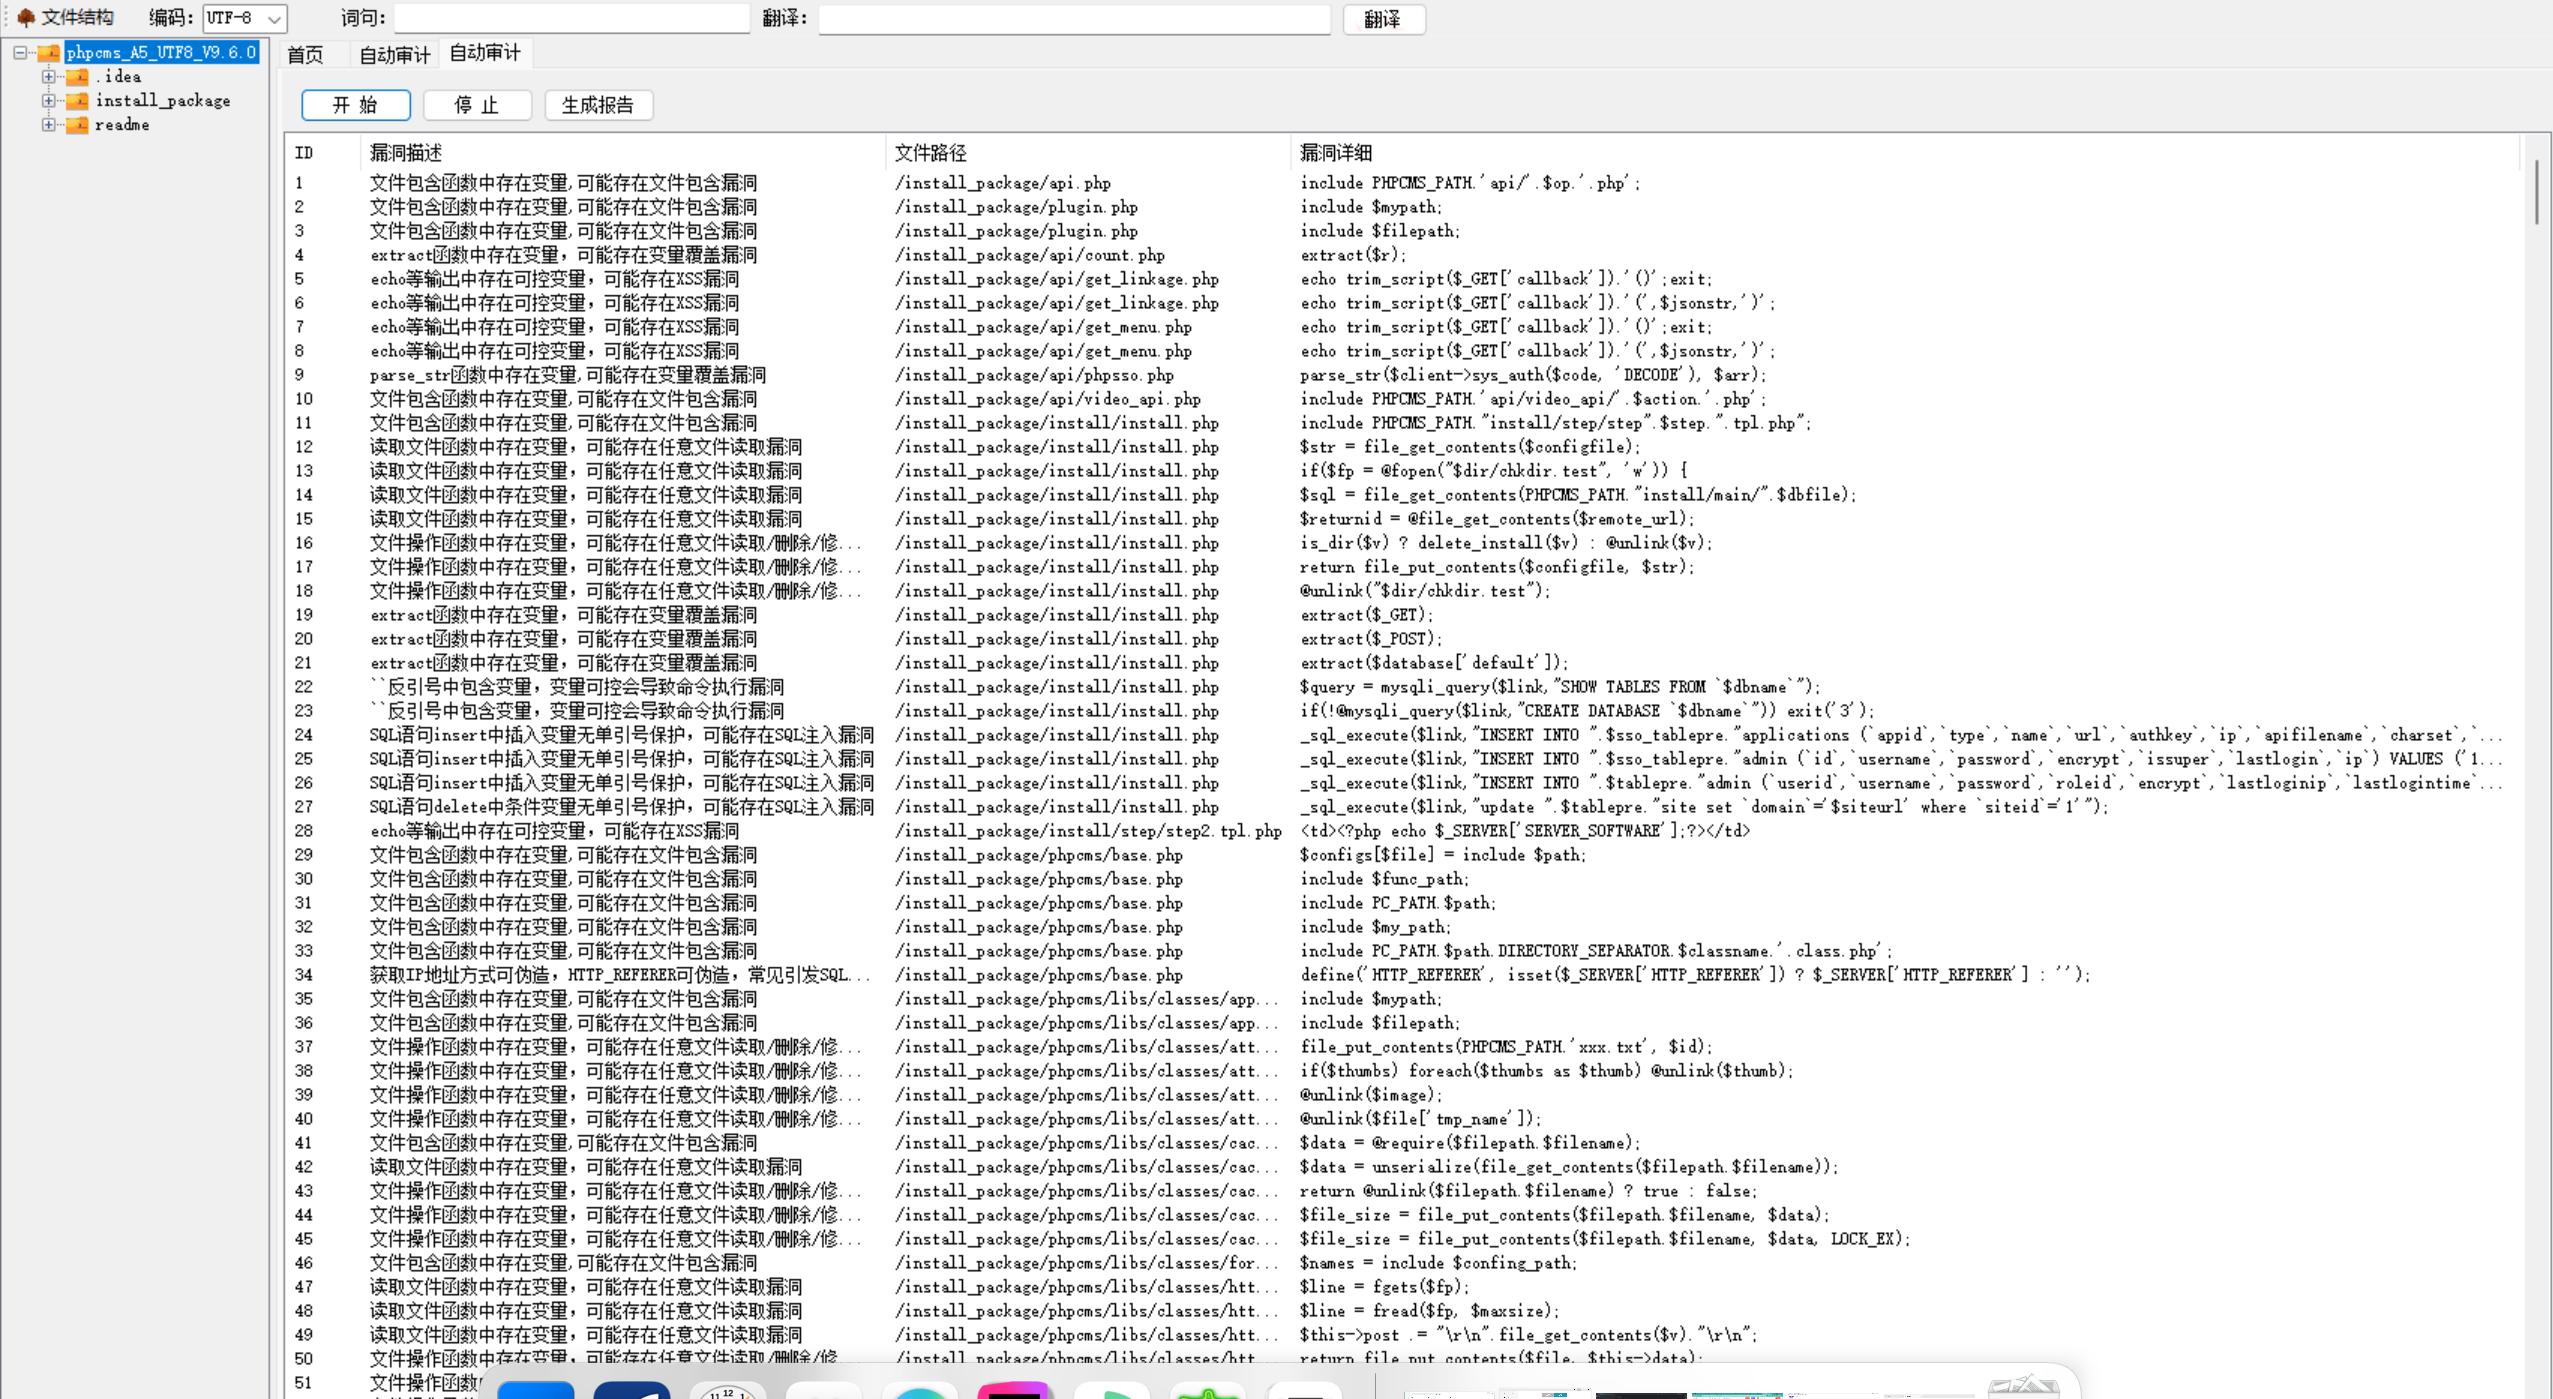 文件结构 编码: UTF-8 词句: 翻译: 翻译
phpcms_A5_UTF8_V9.6.0
.idea
install_package
readme
首页 自动审计 自动审计
开 始 停 止 生成报告
ID 漏洞描述 文件路径 漏洞详细
1 文件包含函数中存在变量,可能存在文件包含漏洞 /install_package/api.php include PHPCMS_PATH.'api/'.$op.'.php';
2 文件包含函数中存在变量,可能存在文件包含漏洞 /install_package/plugin.php include $mypath;
3 文件包含函数中存在变量,可能存在文件包含漏洞 /install_package/plugin.php include $filepath;
4 extract函数中存在变量，可能存在变量覆盖漏洞 /install_package/api/count.php extract($r);
5 echo等输出中存在可控变量，可能存在XSS漏洞 /install_package/api/get_linkage.php echo trim_script($_GET['callback']).'()';exit;
6 echo等输出中存在可控变量，可能存在XSS漏洞 /install_package/api/get_linkage.php echo trim_script($_GET['callback']).'(',$jsonstr,')';
7 echo等输出中存在可控变量，可能存在XSS漏洞 /install_package/api/get_menu.php echo trim_script($_GET['callback']).'()';exit;
8 echo等输出中存在可控变量，可能存在XSS漏洞 /install_package/api/get_menu.php echo trim_script($_GET['callback']).'(',$jsonstr,')';
9 parse_str函数中存在变量,可能存在变量覆盖漏洞 /install_package/api/phpsso.php parse_str($client->sys_auth($code, 'DECODE'), $arr);
10 文件包含函数中存在变量,可能存在文件包含漏洞 /install_package/api/video_api.php include PHPCMS_PATH.'api/video_api/'.$action.'.php';
11 文件包含函数中存在变量,可能存在文件包含漏洞 /install_package/install/install.php include PHPCMS_PATH."install/step/step".$step.".tpl.php";
12 读取文件函数中存在变量，可能存在任意文件读取漏洞 /install_package/install/install.php $str = file_get_contents($configfile);
13 读取文件函数中存在变量，可能存在任意文件读取漏洞 /install_package/install/install.php if($fp = @fopen("$dir/chkdir.test", 'w')) {
14 读取文件函数中存在变量，可能存在任意文件读取漏洞 /install_package/install/install.php $sql = file_get_contents(PHPCMS_PATH."install/main/".$dbfile);
15 读取文件函数中存在变量，可能存在任意文件读取漏洞 /install_package/install/install.php $returnid = @file_get_contents($remote_url);
16 文件操作函数中存在变量，可能存在任意文件读取/删除/修... /install_package/install/install.php is_dir($v) ? delete_install($v) : @unlink($v);
17 文件操作函数中存在变量，可能存在任意文件读取/删除/修... /install_package/install/install.php return file_put_contents($configfile, $str);
18 文件操作函数中存在变量，可能存在任意文件读取/删除/修... /install_package/install/install.php @unlink("$dir/chkdir.test");
19 extract函数中存在变量，可能存在变量覆盖漏洞 /install_package/install/install.php extract($_GET);
20 extract函数中存在变量，可能存在变量覆盖漏洞 /install_package/install/install.php extract($_POST);
21 extract函数中存在变量，可能存在变量覆盖漏洞 /install_package/install/install.php extract($database['default']);
22 ``反引号中包含变量，变量可控会导致命令执行漏洞 /install_package/install/install.php $query = mysqli_query($link,"SHOW TABLES FROM `$dbname`");
23 ``反引号中包含变量，变量可控会导致命令执行漏洞 /install_package/install/install.php if(!@mysqli_query($link,"CREATE DATABASE `$dbname`")) exit('3');
24 SQL语句insert中插入变量无单引号保护，可能存在SQL注入漏洞 /install_package/install/install.php _sql_execute($link,"INSERT INTO ".$sso_tablepre."applications (`appid`,`type`,`name`,`url`,`authkey`,`ip`,`apifilename`,`charset`,`...
25 SQL语句insert中插入变量无单引号保护，可能存在SQL注入漏洞 /install_package/install/install.php _sql_execute($link,"INSERT INTO ".$sso_tablepre."admin (`id`,`username`,`password`,`encrypt`,`issuper`,`lastlogin`,`ip`) VALUES ('1...
26 SQL语句insert中插入变量无单引号保护，可能存在SQL注入漏洞 /install_package/install/install.php _sql_execute($link,"INSERT INTO ".$tablepre."admin (`userid`,`username`,`password`,`roleid`,`encrypt`,`lastloginip`,`lastlogintime`...
27 SQL语句delete中条件变量无单引号保护，可能存在SQL注入漏洞 /install_package/install/install.php _sql_execute($link,"update ".$tablepre."site set `domain`='$siteurl' where `siteid`='1'");
28 echo等输出中存在可控变量，可能存在XSS漏洞 /install_package/install/step/step2.tpl.php <td><?php echo $_SERVER['SERVER_SOFTWARE'];?></td>
29 文件包含函数中存在变量,可能存在文件包含漏洞 /install_package/phpcms/base.php $configs[$file] = include $path;
30 文件包含函数中存在变量,可能存在文件包含漏洞 /install_package/phpcms/base.php include $func_path;
31 文件包含函数中存在变量,可能存在文件包含漏洞 /install_package/phpcms/base.php include PC_PATH.$path;
32 文件包含函数中存在变量,可能存在文件包含漏洞 /install_package/phpcms/base.php include $my_path;
33 文件包含函数中存在变量,可能存在文件包含漏洞 /install_package/phpcms/base.php include PC_PATH.$path.DIRECTORY_SEPARATOR.$classname.'.class.php';
34 获取IP地址方式可伪造，HTTP_REFERER可伪造，常见引发SQL... /install_package/phpcms/base.php define('HTTP_REFERER', isset($_SERVER['HTTP_REFERER']) ? $_SERVER['HTTP_REFERER'] : '');
35 文件包含函数中存在变量,可能存在文件包含漏洞 /install_package/phpcms/libs/classes/app... include $mypath;
36 文件包含函数中存在变量,可能存在文件包含漏洞 /install_package/phpcms/libs/classes/app... include $filepath;
37 文件操作函数中存在变量，可能存在任意文件读取/删除/修... /install_package/phpcms/libs/classes/att... file_put_contents(PHPCMS_PATH.'xxx.txt', $id);
38 文件操作函数中存在变量，可能存在任意文件读取/删除/修... /install_package/phpcms/libs/classes/att... if($thumbs) foreach($thumbs as $thumb) @unlink($thumb);
39 文件操作函数中存在变量，可能存在任意文件读取/删除/修... /install_package/phpcms/libs/classes/att... @unlink($image);
40 文件操作函数中存在变量，可能存在任意文件读取/删除/修... /install_package/phpcms/libs/classes/att... @unlink($file['tmp_name']);
41 文件包含函数中存在变量,可能存在文件包含漏洞 /install_package/phpcms/libs/classes/cac... $data = @require($filepath.$filename);
42 读取文件函数中存在变量，可能存在任意文件读取漏洞 /install_package/phpcms/libs/classes/cac... $data = unserialize(file_get_contents($filepath.$filename));
43 文件操作函数中存在变量，可能存在任意文件读取/删除/修... /install_package/phpcms/libs/classes/cac... return @unlink($filepath.$filename) ? true : false;
44 文件操作函数中存在变量，可能存在任意文件读取/删除/修... /install_package/phpcms/libs/classes/cac... $file_size = file_put_contents($filepath.$filename, $data);
45 文件操作函数中存在变量，可能存在任意文件读取/删除/修... /install_package/phpcms/libs/classes/cac... $file_size = file_put_contents($filepath.$filename, $data, LOCK_EX);
46 文件包含函数中存在变量,可能存在文件包含漏洞 /install_package/phpcms/libs/classes/for... $names = include $confing_path;
47 读取文件函数中存在变量，可能存在任意文件读取漏洞 /install_package/phpcms/libs/classes/htt... $line = fgets($fp);
48 读取文件函数中存在变量，可能存在任意文件读取漏洞 /install_package/phpcms/libs/classes/htt... $line = fread($fp, $maxsize);
49 读取文件函数中存在变量，可能存在任意文件读取漏洞 /install_package/phpcms/libs/classes/htt... $this->post .= "\r\n".file_get_contents($v)."\r\n";
50 文件操作函数中存在变量，可能存在任意文件读取/删除/修... /install_package/phpcms/libs/classes/htt... return file_put_contents($file, $this->data);
51 文件操作函